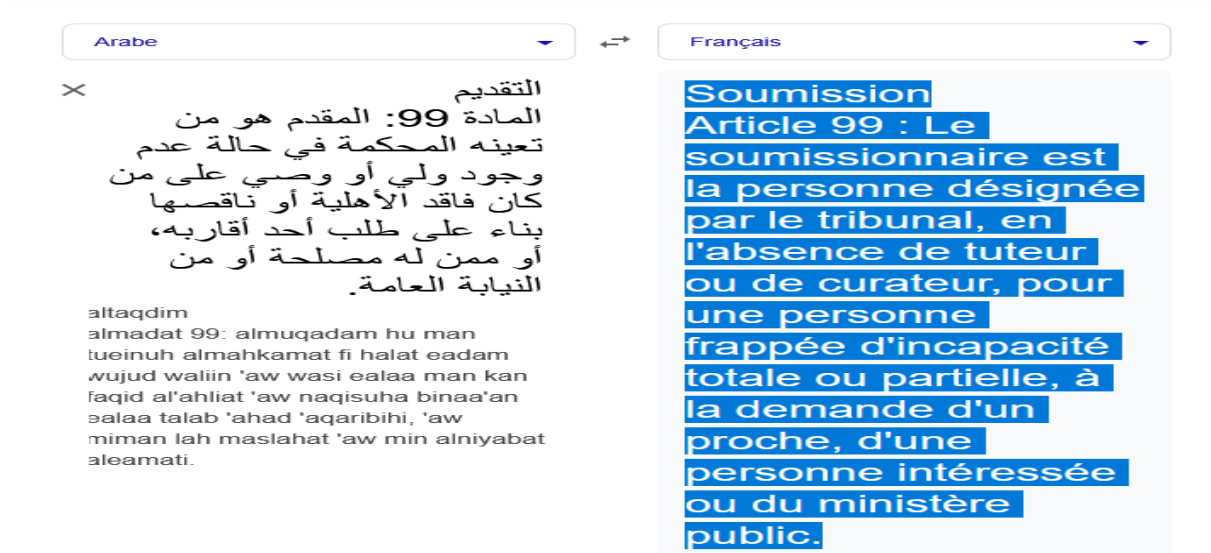 Arabe
Français
التقديم
المادة 99: المقدم هو من
تعينه المحكمة في حالة عدم
وجود ولي أو وصي على من
كان فاقد الأهلية أو ناقصها
بناء على طلب أحد أقاربه،
أو ممن له مصلحة أو من
النيابة العامة.
altaqdim
almadat 99: almuqadam hu man
tueinuh almahkamat fi halat eadam
wujud waliin 'aw wasi ealaa man kan
faqid al'ahliat 'aw naqisuha binaa'an
ealaa talab 'ahad 'aqaribihi, 'aw
miman lah maslahat 'aw min alniyabat
aleamati.
Soumission
Article 99 : Le
soumissionnaire est
la personne désignée
par le tribunal, en
l'absence de tuteur
ou de curateur, pour
une personne
frappée d'incapacité
totale ou partielle, à
la demande d'un
proche, d'une
personne intéressée
ou du ministère
public.